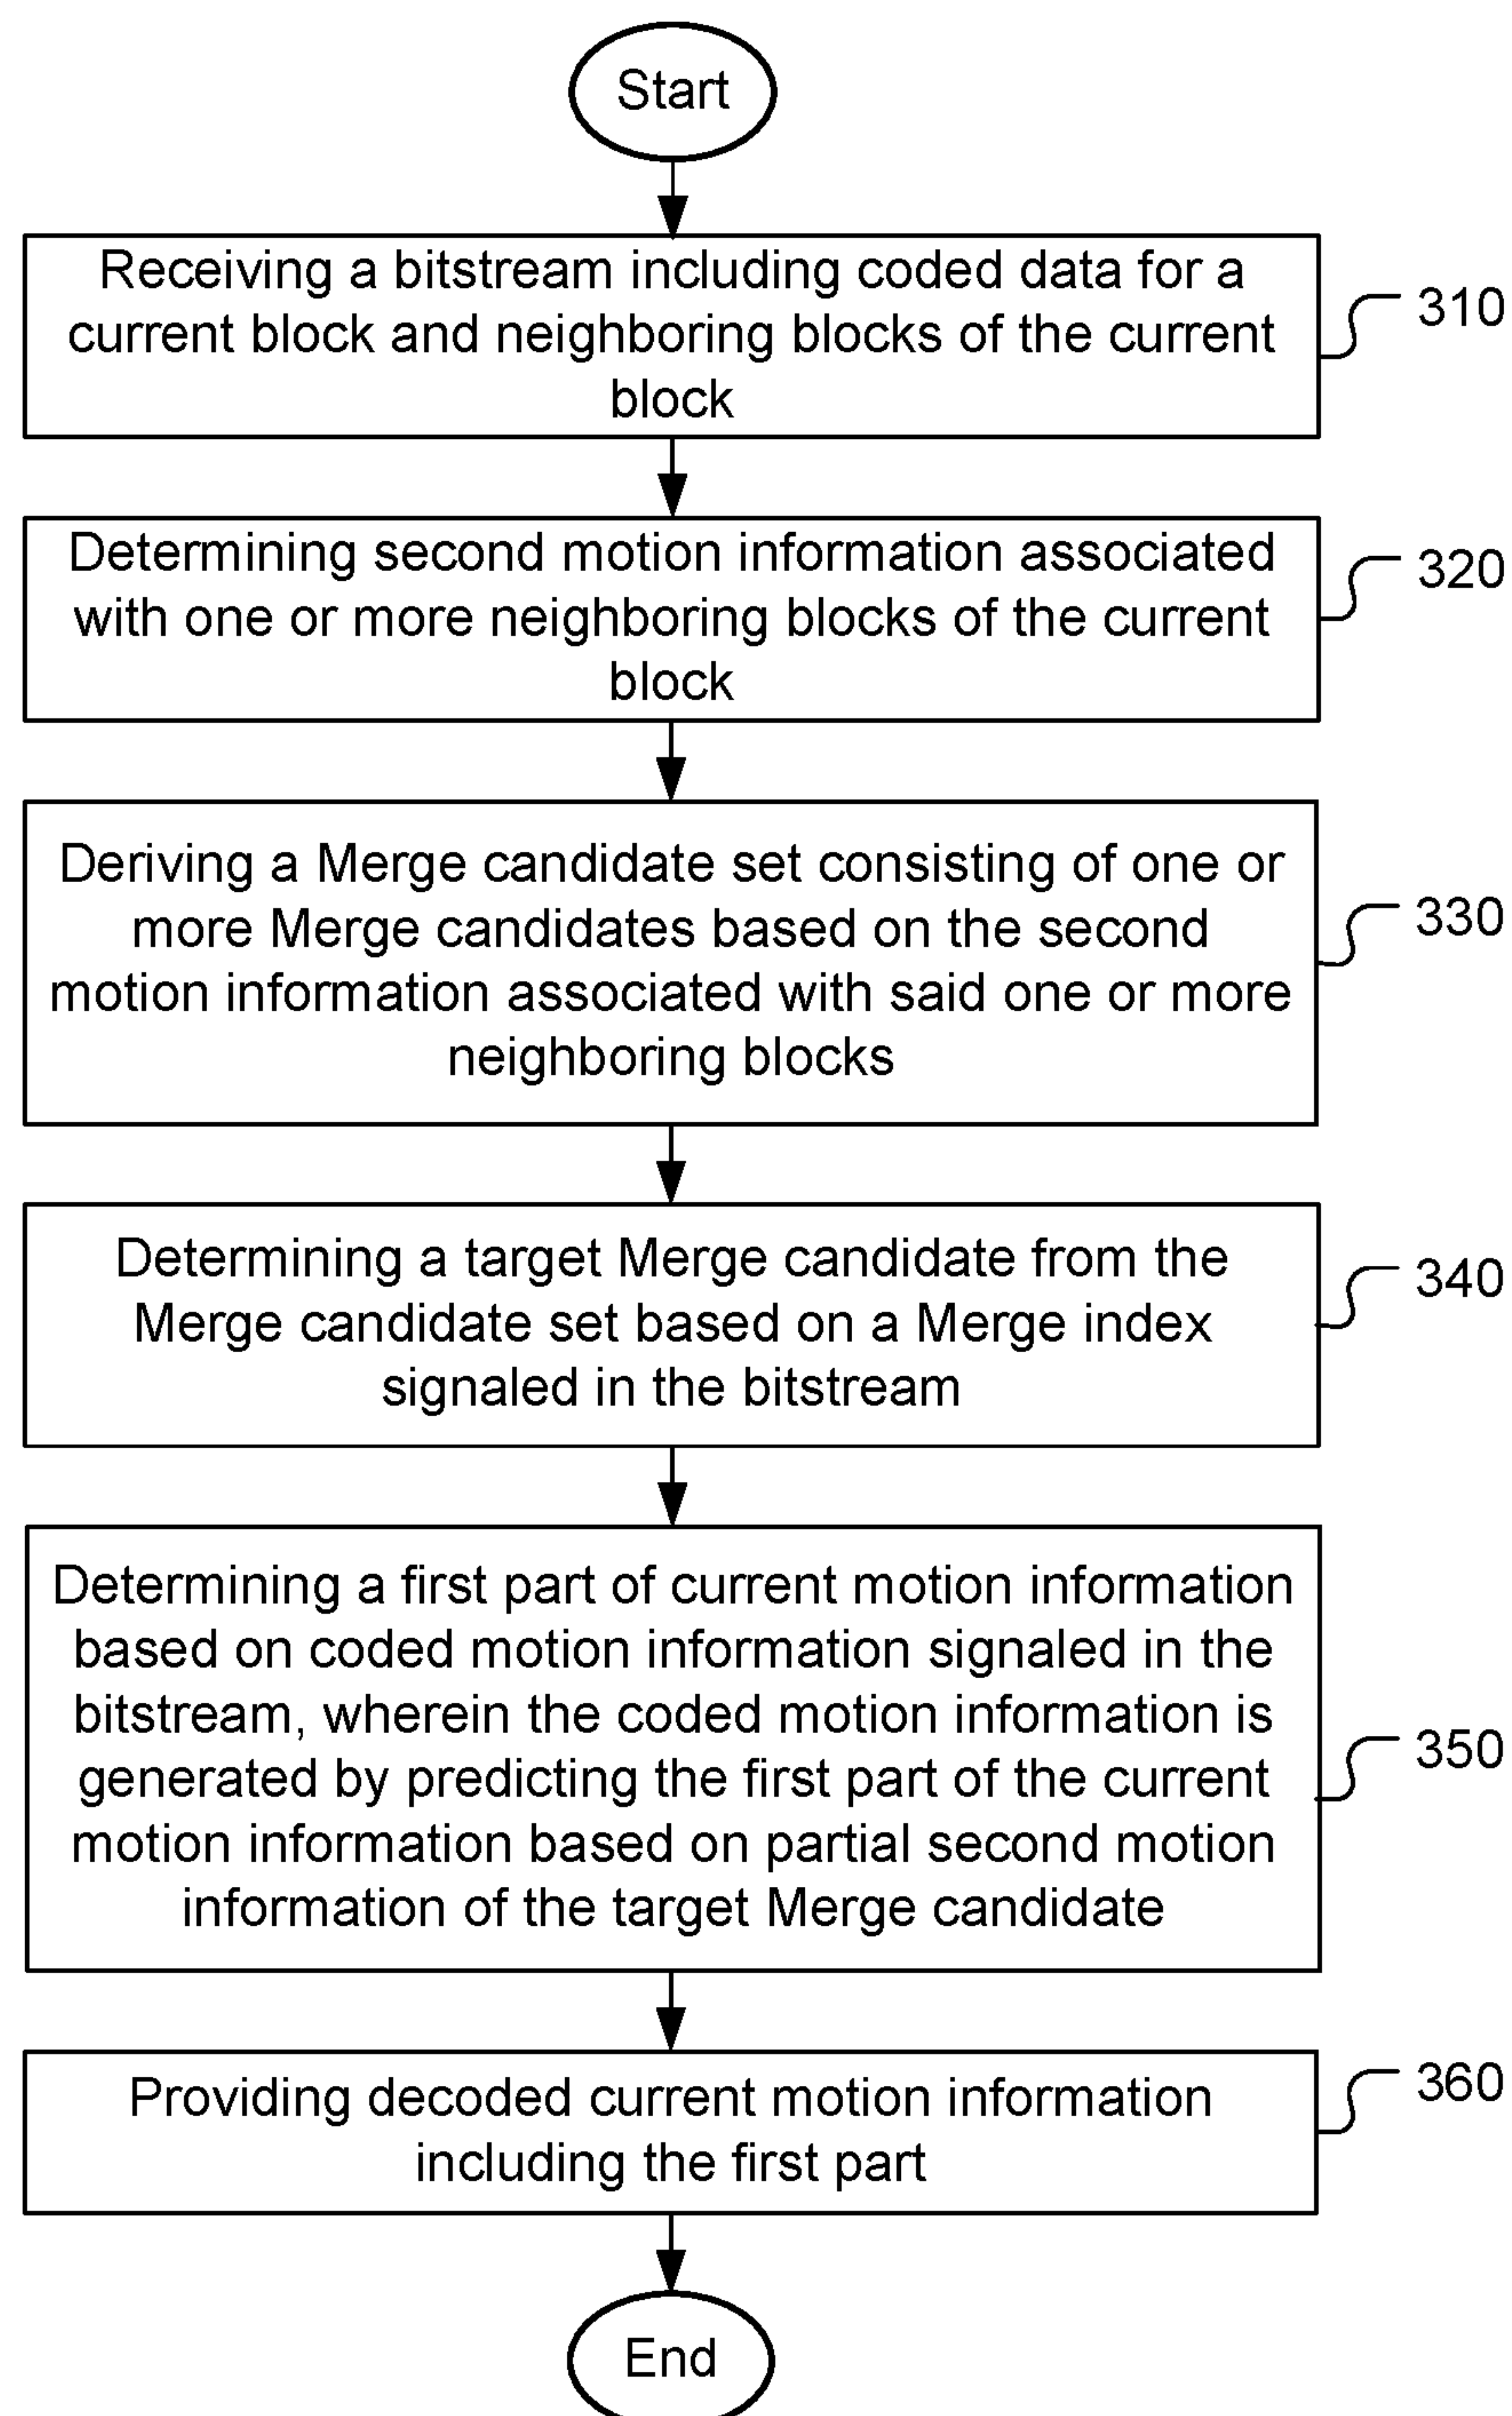 Start
Receiving a bitstream including coded data for a
current block and neighboring blocks of the current
block
310
Determining second motion information associated
with one or more neighboring blocks of the current
block
320
Deriving a Merge candidate set consisting of one or
more Merge candidates based on the second
motion information associated with said one or more
neighboring blocks
330
Determining a target Merge candidate from the
Merge candidate set based on a Merge index
signaled in the bitstream
340
Determining a first part of current motion information
based on coded motion information signaled in the
bitstream, wherein the coded motion information is
generated by predicting the first part of the current
motion information based on partial second motion
information of the target Merge candidate
350
Providing decoded current motion information
including the first part
360
End